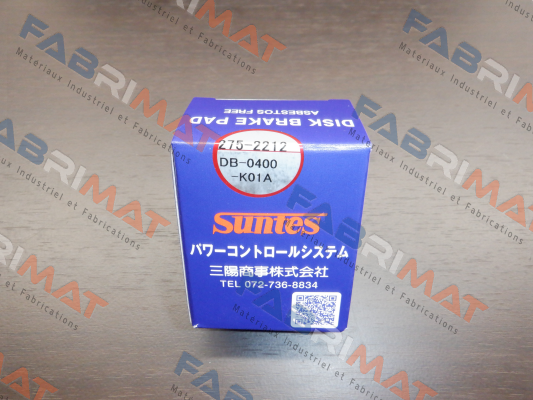 DISK BRAKE PAD
ASBESTOS FREE
275-2212
DB-0400
-K01A
Suntes
パワーコントロールシステム
三陽商事株式会社
TEL 072-736-8834
FABRIMAT
Materiaux Industriel et Fabrications